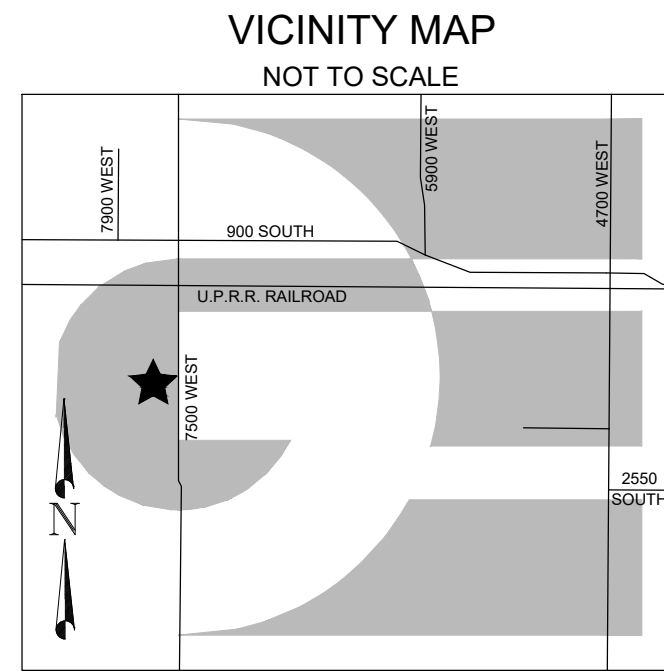 VICINITY MAP
NOT TO SCALE
7900 WEST
5900 WEST
4700 WEST
900 SOUTH
U.P.R.R. RAILROAD
7500 WEST
2550
SOUTH
N